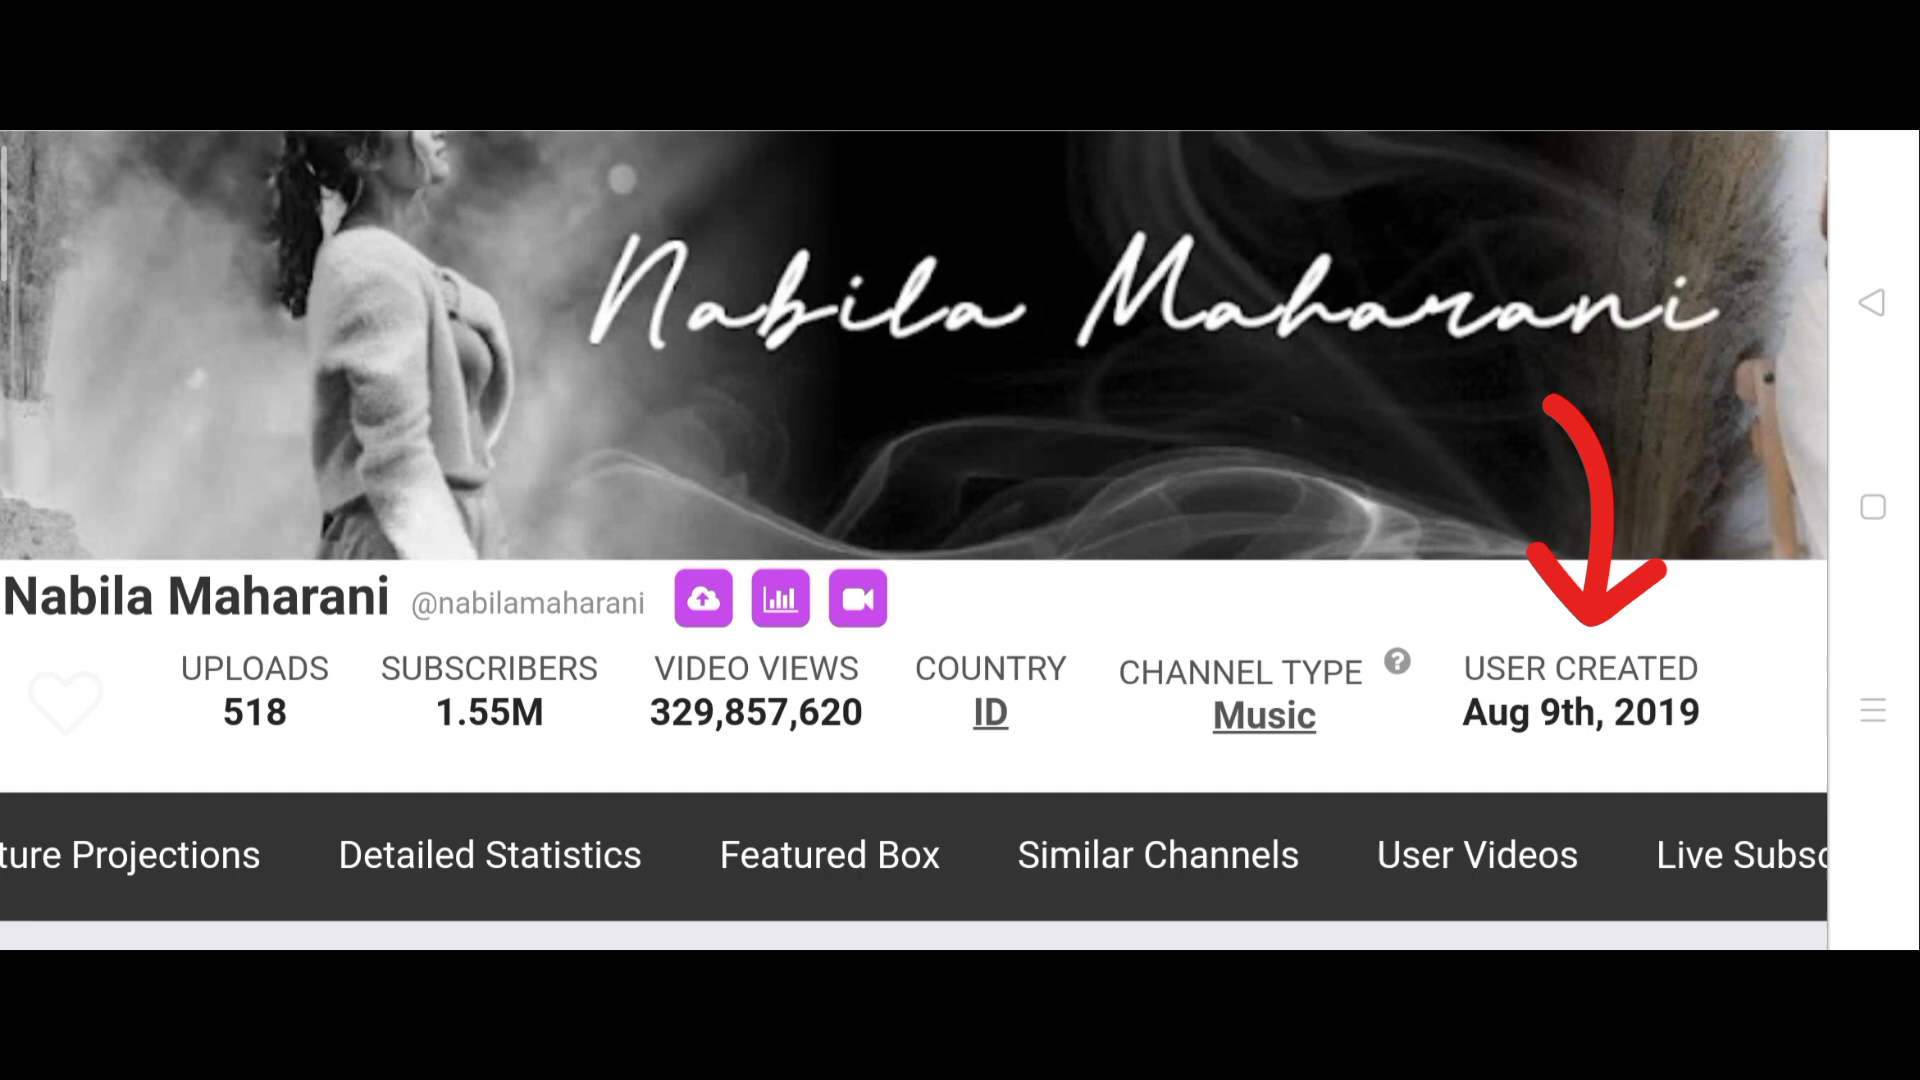 Nabila Maharani
Nabila Maharani @nabilamaharani
UPLOADS SUBSCRIBERS VIDEO VIEWS COUNTRY CHANNEL TYPE ? USER CREATED
518 1.55M 329,857,620 ID Music Aug 9th, 2019
ture Projections Detailed Statistics Featured Box Similar Channels User Videos Live Subsc